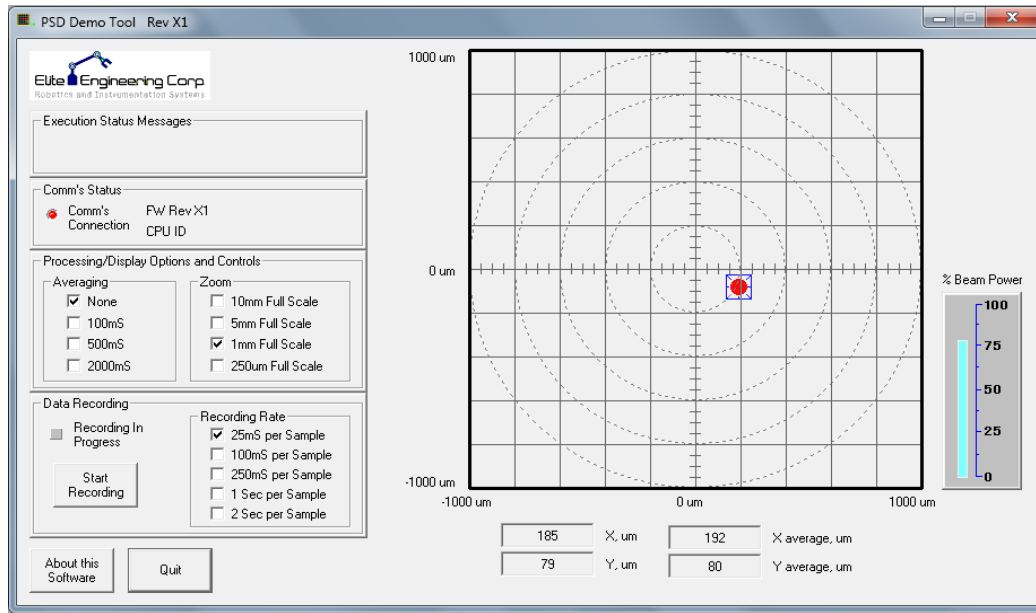 PSD Demo Tool Rev X1
Elite Engineering Corp
Robotics and Instrumentation Systems
Execution Status Messages
Comm's Status
Comm's
Connection
FW Rev X1
CPU ID
Processing/Display Options and Controls
Averaging
None
100mS
500mS
2000mS
Zoom
10mm Full Scale
5mm Full Scale
1mm Full Scale
250um Full Scale
Data Recording
Recording In
Progress
Start
Recording
Recording Rate
25mS per Sample
100mS per Sample
250mS per Sample
1 Sec per Sample
2 Sec per Sample
About this
Software
Quit
1000 um
0 um
-1000 um
-1000 um
0 um
1000 um
185
X, um
192
X average, um
79
Y, um
80
Y average, um
% Beam Power
100
75
50
25
0